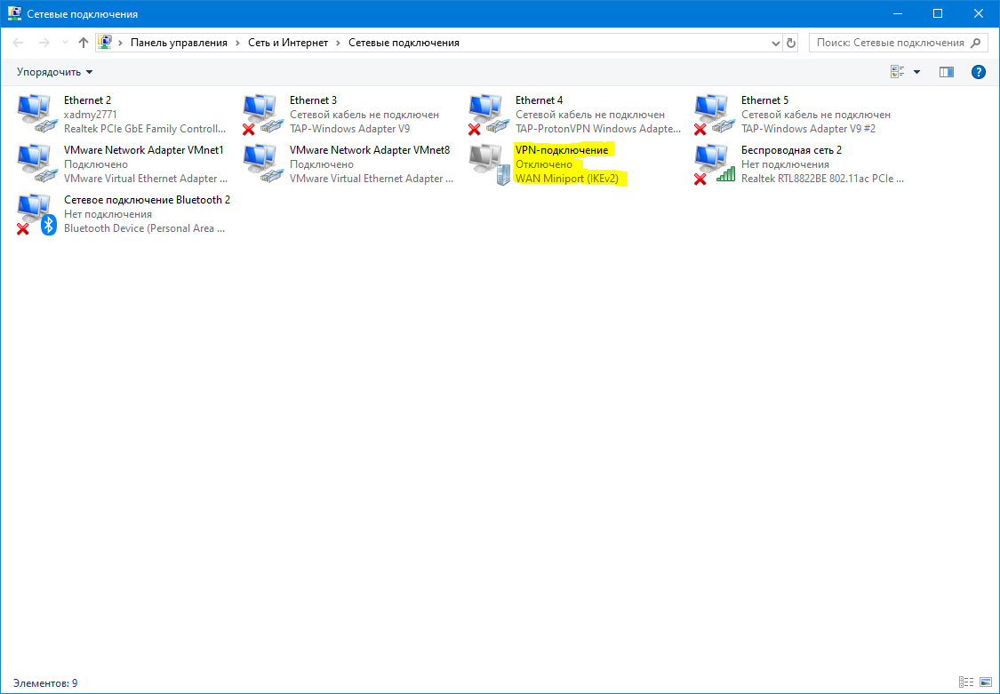 Сетевые подключения
Панель управления > Сеть и Интернет > Сетевые подключения
Поиск: Сетевые подключения
Упорядочить
Ethernet 2
xadmy2771
Realtek PCIe GbE Family Controll...
Ethernet 3
Сетевой кабель не подключен
TAP-Windows Adapter V9
Ethernet 4
Сетевой кабель не подключен
TAP-ProtonVPN Windows Adapte...
Ethernet 5
Сетевой кабель не подключен
TAP-Windows Adapter V9 #2
VMware Network Adapter VMnet1
Подключено
VMware Virtual Ethernet Adapter ...
VMware Network Adapter VMnet8
Подключено
VMware Virtual Ethernet Adapter ...
VPN-подключение
Отключено
WAN Miniport (IKEv2)
Беспроводная сеть 2
Нет подключения
Realtek RTL8822BE 802.11ac PCIe ...
Сетевое подключение Bluetooth 2
Нет подключения
Bluetooth Device (Personal Area ...
Элементов: 9